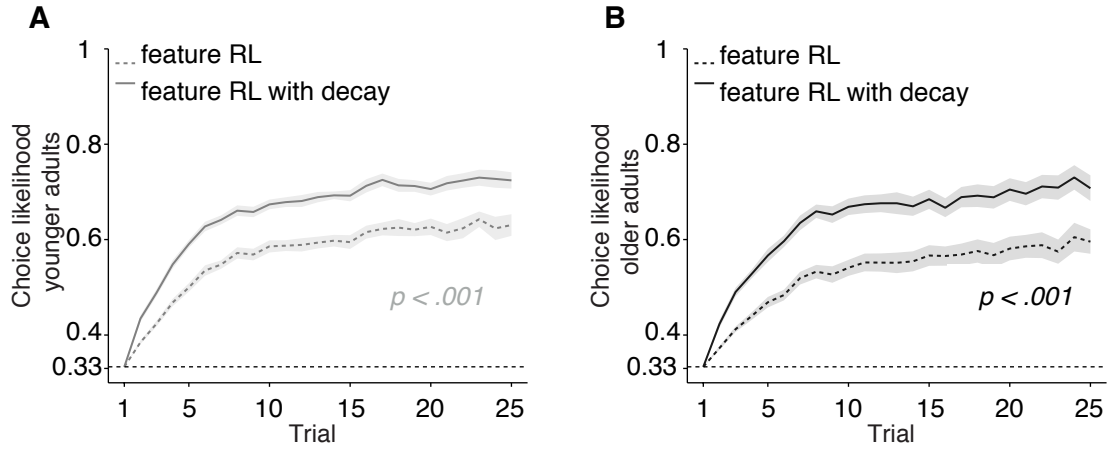 A
1
feature RL
feature RL with decay
0.8
0.6
0.4
0.33
Choice likelihood
younger adults
p < .001
1 5 10 15 20 25
Trial
B
1
feature RL
feature RL with decay
0.8
0.6
0.4
0.33
Choice likelihood
older adults
p < .001
1 5 10 15 20 25
Trial